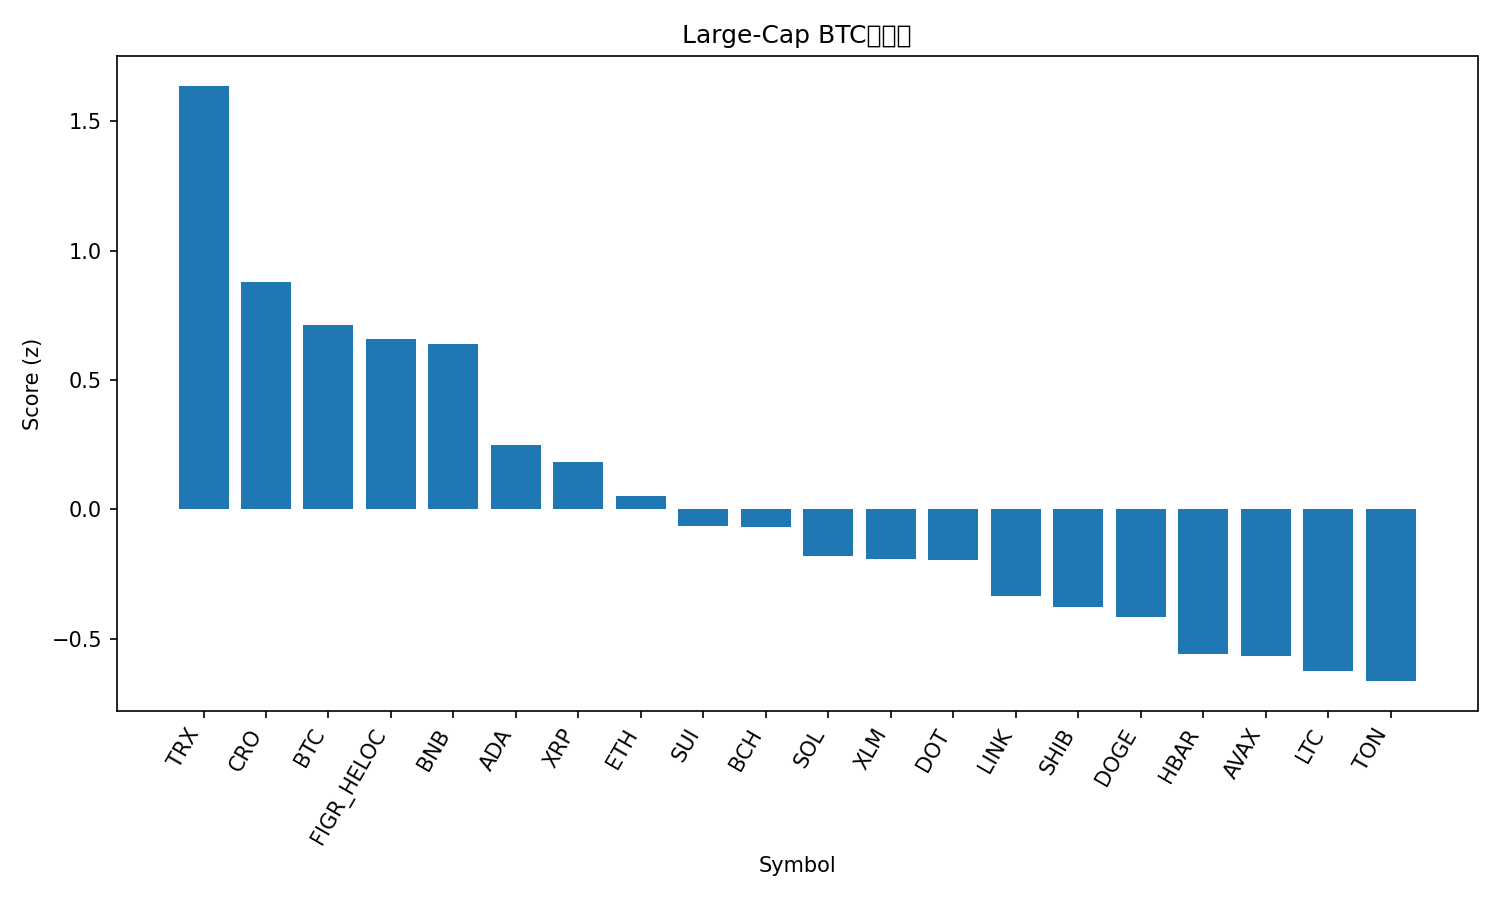 Large-Cap BTC
1.5
1.0
0.5
0.0
−0.5
Score (z)
TRX
CRO
BTC
FIGR_HELOC
BNB
ADA
XRP
ETH
SUI
BCH
SOL
XLM
DOT
LINK
SHIB
DOGE
HBAR
AVAX
LTC
TON
Symbol